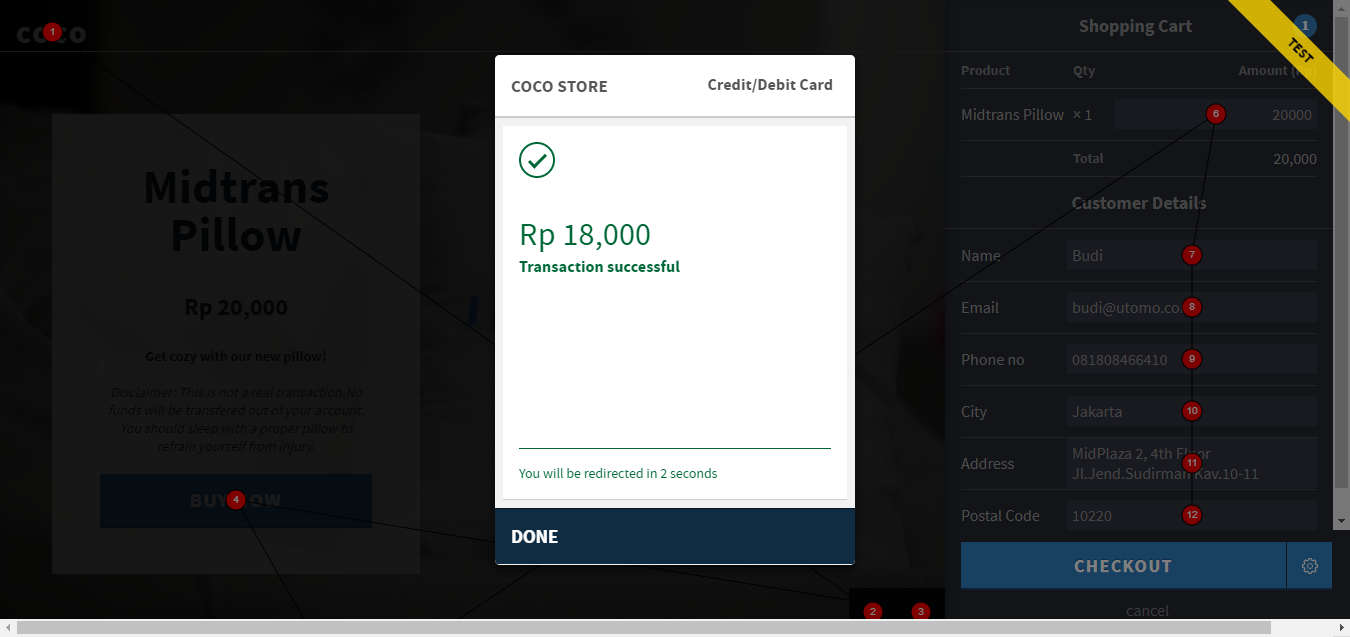 coco
1
Midtrans
Pillow
Rp 20,000
Get cozy with our new pillow!
Disclaimer: This is not a real transaction.No
funds will be transfered out of your account.
You should sleep with a proper pillow to
refrain yourself from injury.
BUY NOW
4
COCO STORE
Credit/Debit Card
Rp 18,000
Transaction successful
You will be redirected in 2 seconds
DONE
2
3
Shopping Cart
1
TEST
Product Qty Amount
Midtrans Pillow × 1 20000
6
Total 20,000
Customer Details
Name Budi
7
Email budi@utomo.co
8
Phone no 081808466410
9
City Jakarta
10
Address MidPlaza 2, 4th Floor
Jl.Jend.Sudirman Kav.10-11
11
Postal Code 10220
12
CHECKOUT
cancel